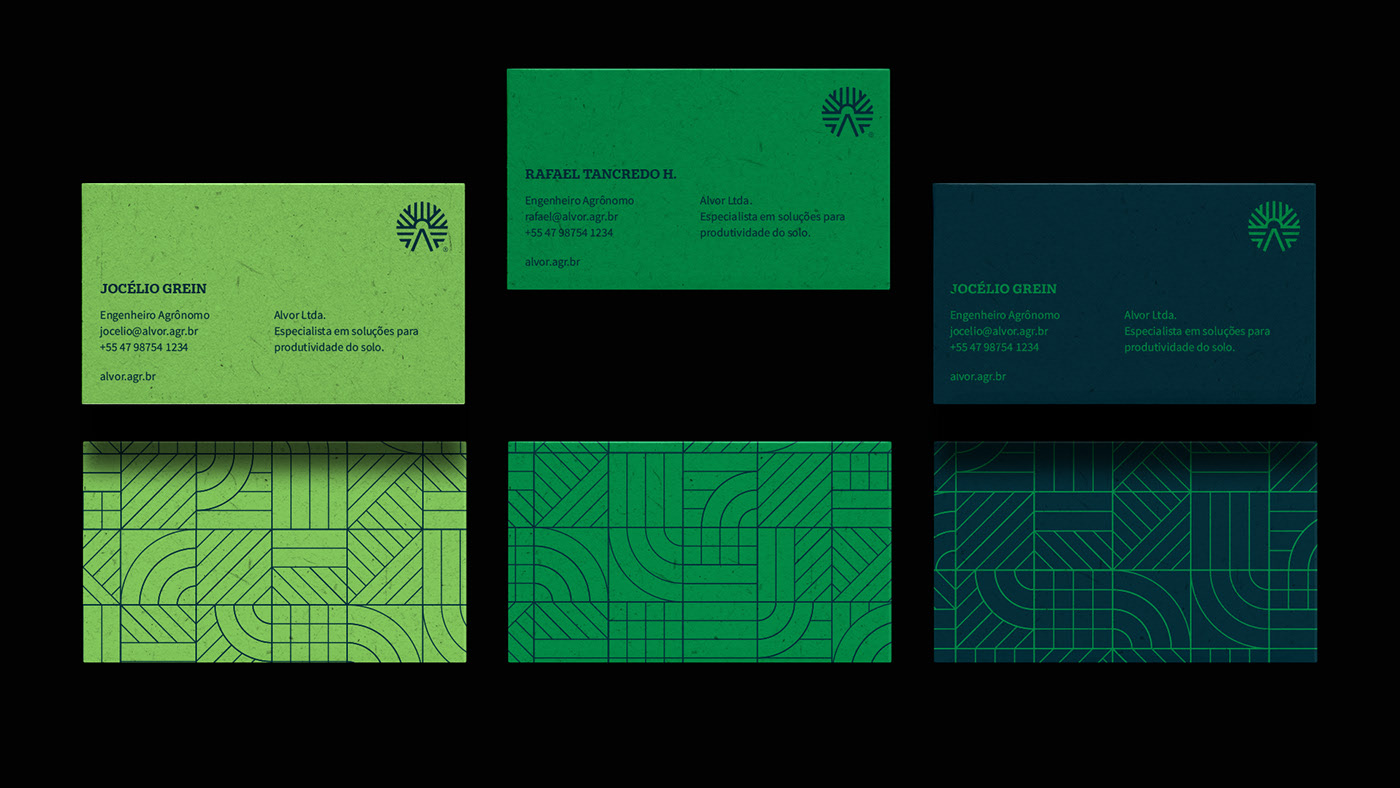 JOCÉLIO GREIN
Engenheiro Agrônomo
jocelio@alvor.agr.br
+55 47 98754 1234
alvor.agr.br
Alvor Ltda.
Especialista em soluções para
produtividade do solo.
RAFAEL TANCREDO H.
Engenheiro Agrônomo
rafael@alvor.agr.br
+55 47 98754 1234
alvor.agr.br
Alvor Ltda.
Especialista em soluções para
produtividade do solo.
JOCÉLIO GREIN
Engenheiro Agrônomo
jocelio@alvor.agr.br
+55 47 98754 1234
alvor.agr.br
Alvor Ltda.
Especialista em soluções para
produtividade do solo.